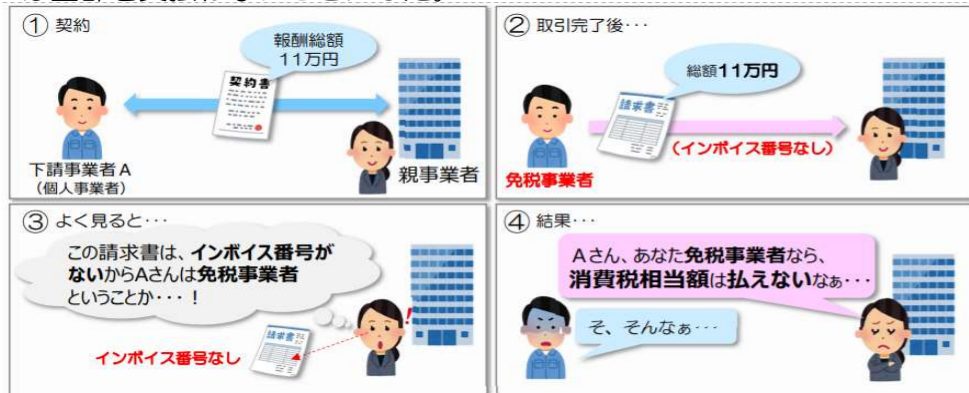 ① 契約
報酬総額
11万円
契約書
下請事業者A
(個人事業者)
親事業者
② 取引完了後・・・
総額11万円
請求書
(インボイス番号なし)
免税事業者
③ よく見ると・・・
この請求書は、インボイス番号が
ないからAさんは免税事業者
ということか・・・!
!
請求書
インボイス番号なし
④ 結果・・・
Aさん、あなた免税事業者なら、
消費税相当額は払えないなぁ・・・
そ、そんなぁ・・・